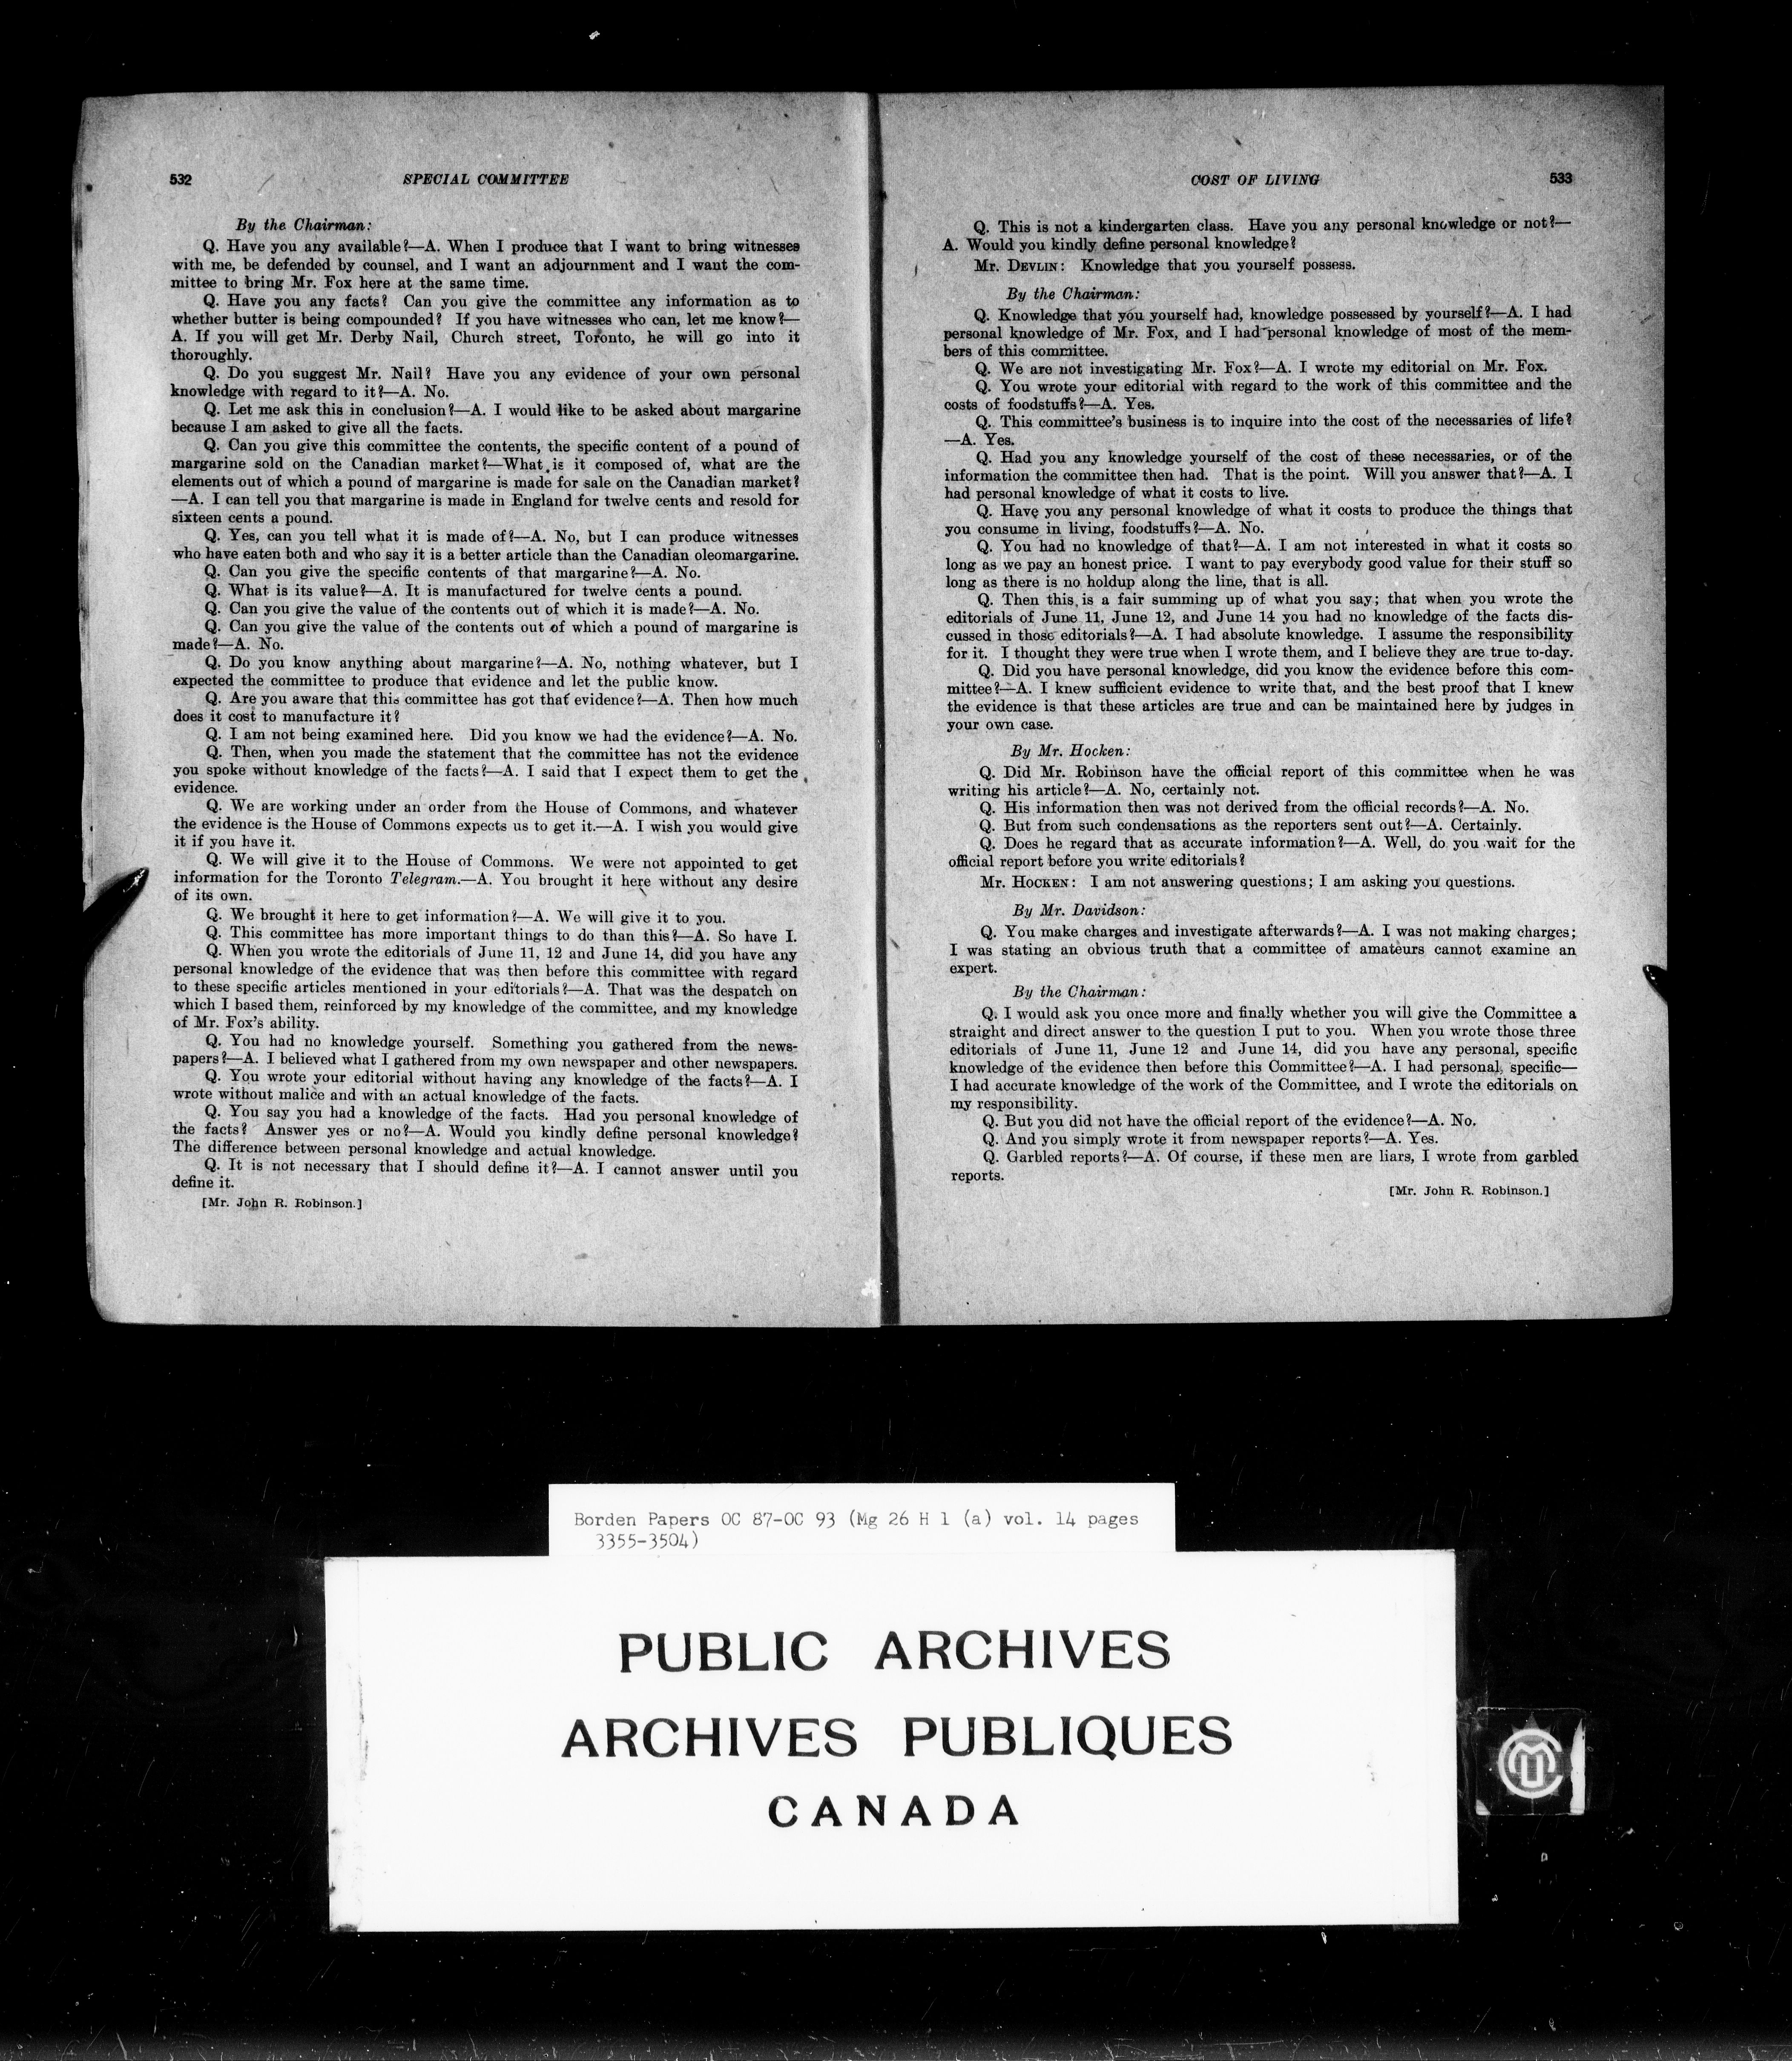 532 SPECIAL COMMITTEE
By the Chairman:
Q. Have you any available?—A. When I produce that I want to bring witnesses
with me, be defended by counsel, and I want an adjournment and I want the com-
mittee to bring Mr. Fox here at the same time.
Q. Have you any facts? Can you give the committee any information as to
whether butter is being compounded? If you have witnesses who can, let me know?—
A. If you will get Mr. Derby Nail, Church street, Toronto, he will go into it
thoroughly.
Q. Do you suggest Mr. Nail? Have you any evidence of your own personal
knowledge with regard to it?—A. No.
Q. Let me ask this in conclusion?—A. I would like to be asked about margarine
because I am asked to give all the facts.
Q. Can you give this committee the contents, the specific content of a pound of
margarine sold on the Canadian market?—What is it composed of, what are the
elements out of which a pound of margarine is made for sale on the Canadian market?
—A. I can tell you that margarine is made in England for twelve cents and resold for
sixteen cents a pound.
Q. Yes, can you tell what it is made of?—A. No, but I can produce witnesses
who have eaten both and who say it is a better article than the Canadian oleomargarine.
Q. Can you give the specific contents of that margarine?—A. No.
Q. What is its value?—A. It is manufactured for twelve cents a pound.
Q. Can you give the value of the contents out of which it is made?—A. No.
Q. Can you give the value of the contents out of which a pound of margarine is
made?—A. No.
Q. Do you know anything about margarine?—A. No, nothing whatever, but I
expected the committee to produce that evidence and let the public know.
Q. Are you aware that this committee has got that evidence?—A. Then how much
does it cost to manufacture it?
Q. I am not being examined here. Did you know we had the evidence?—A. No.
Q. Then, when you made the statement that the committee has not the evidence
you spoke without knowledge of the facts?—A. I said that I expect them to get the
evidence.
Q. We are working under an order from the House of Commons, and whatever
the evidence is the House of Commons expects us to get it.—A. I wish you would give
it if you have it.
Q. We will give it to the House of Commons. We were not appointed to get
information for the Toronto Telegram.—A. You brought it here without any desire
of its own.
Q. We brought it here to get information?—A. We will give it to you.
Q. This committee has more important things to do than this?—A. So have I.
Q. When you wrote the editorials of June 11, 12 and June 14, did you have any
personal knowledge of the evidence that was then before this committee with regard
to these specific articles mentioned in your editorials?—A. That was the despatch on
which I based them, reinforced by my knowledge of the committee, and my knowledge
of Mr. Fox's ability.
Q. You had no knowledge yourself. Something you gathered from the news-
papers?—A. I believed what I gathered from my own newspaper and other newspapers.
Q. You wrote your editorial without having any knowledge of the facts?—A. I
wrote without malice and with an actual knowledge of the facts.
Q. You say you had a knowledge of the facts. Had you personal knowledge of
the facts? Answer yes or no?—A. Would you kindly define personal knowledge?
The difference between personal knowledge and actual knowledge.
Q. It is not necessary that I should define it?—A. I cannot answer until you
define it.
[Mr. John R. Robinson.]
COST OF LIVING 533
Q. This is not a kindergarten class. Have you any personal knowledge or not?—
A. Would you kindly define personal knowledge?
Mr. DEVLIN: Knowledge that you yourself possess.
By the Chairman:
Q. Knowledge that you yourself had, knowledge possessed by yourself?—A. I had
personal knowledge of Mr. Fox, and I had personal knowledge of most of the mem-
bers of this committee.
Q. We are not investigating Mr. Fox?—A. I wrote my editorial on Mr. Fox.
Q. You wrote your editorial with regard to the work of this committee and the
costs of foodstuffs?—A. Yes.
Q. This committee's business is to inquire into the cost of the necessaries of life?
—A. Yes.
Q. Had you any knowledge yourself of the cost of these necessaries, or of the
information the committee then had. That is the point. Will you answer that?—A. I
had personal knowledge of what it costs to live.
Q. Have you any personal knowledge of what it costs to produce the things that
you consume in living, foodstuffs?—A. No.
Q. You had no knowledge of that?—A. I am not interested in what it costs so
long as we pay an honest price. I want to pay everybody good value for their stuff so
long as there is no holdup along the line, that is all.
Q. Then this is a fair summing up of what you say; that when you wrote the
editorials of June 11, June 12, and June 14 you had no knowledge of the facts dis-
cussed in those editorials?—A. I had absolute knowledge. I assume the responsibility
for it. I thought they were true when I wrote them, and I believe they are true to-day.
Q. Did you have personal knowledge, did you know the evidence before this com-
mittee?—A. I knew sufficient evidence to write that, and the best proof that I knew
the evidence is that these articles are true and can be maintained here by judges in
your own case.
By Mr. Hocken:
Q. Did Mr. Robinson have the official report of this committee when he was
writing his article?—A. No, certainly not.
Q. His information then was not derived from the official records?—A. No.
Q. But from such condensations as the reporters sent out?—A. Certainly.
Q. Does he regard that as accurate information?—A. Well, do you wait for the
official report before you write editorials?
Mr. HOCKEN: I am not answering questions; I am asking you questions.
By Mr. Davidson:
Q. You make charges and investigate afterwards?—A. I was not making charges;
I was stating an obvious truth that a committee of amateurs cannot examine an
expert.
By the Chairman:
Q. I would ask you once more and finally whether you will give the Committee a
straight and direct answer to the question I put to you. When you wrote those three
editorials of June 11, June 12 and June 14, did you have any personal, specific
knowledge of the evidence then before this Committee?—A. I had personal, specific—
I had accurate knowledge of the work of the Committee, and I wrote the editorials on
my responsibility.
Q. But you did not have the official report of the evidence?—A. No.
Q. And you simply wrote it from newspaper reports?—A. Yes.
Q. Garbled reports?—A. Of course, if these men are liars, I wrote from garbled
reports.
[Mr. John R. Robinson.]
Borden Papers OC 87-OC 93 (Mg 26 H 1 (a) vol. 14 pages
3355-3504)
PUBLIC ARCHIVES
ARCHIVES PUBLIQUES
CANADA